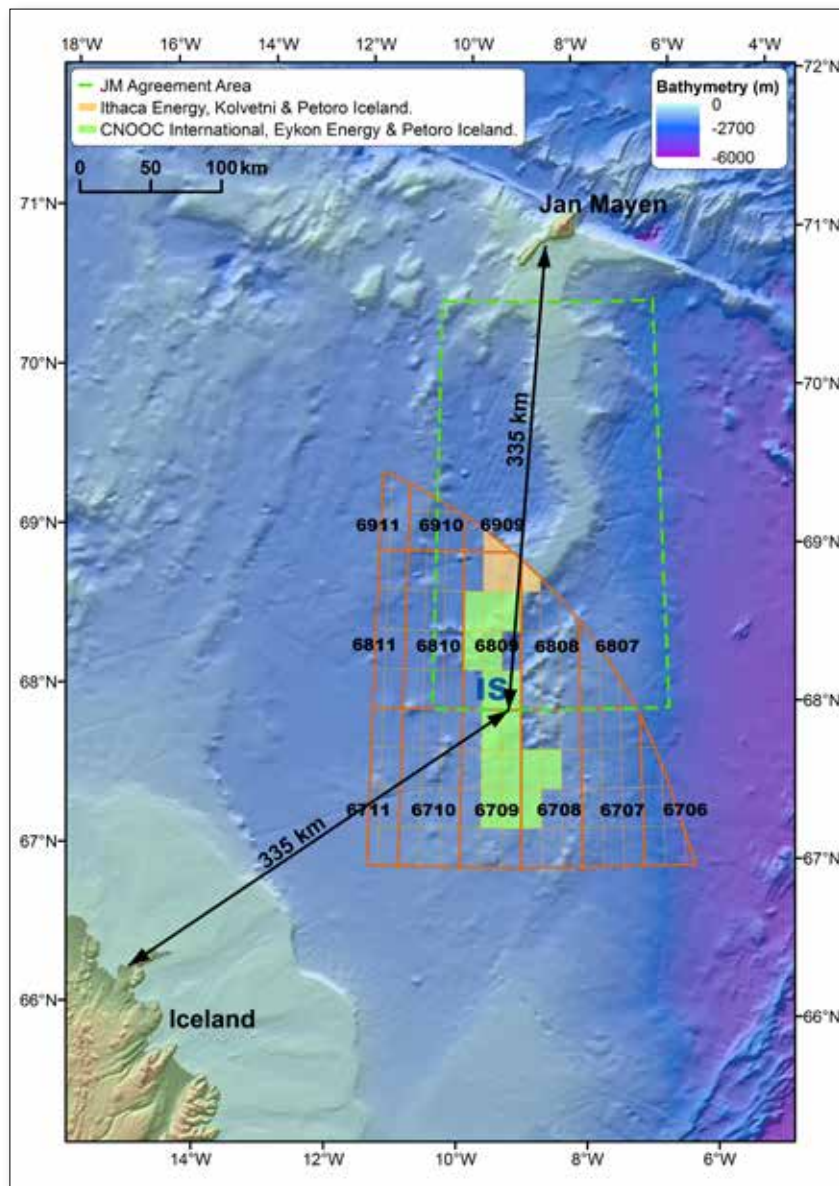 18°W 16°W 14°W 12°W 10°W 8°W 6°W 4°W
72°N
JM Agreement Area
Ithaca Energy, Kolvetni & Petoro Iceland.
CNOOC International, Eykon Energy & Petoro Iceland.
Bathymetry (m)
0
-2700
-6000
0 50 100 km
71°N 71°N
Jan Mayen
70°N 70°N
335 km
69°N 69°N
6911 6910 6909
6811 6810 6809 6808 6807
68°N 68°N
IS
6711 6710 6709 6708 6707 6706
67°N 67°N
335 km
66°N 66°N
Iceland
14°W 12°W 10°W 8°W 6°W